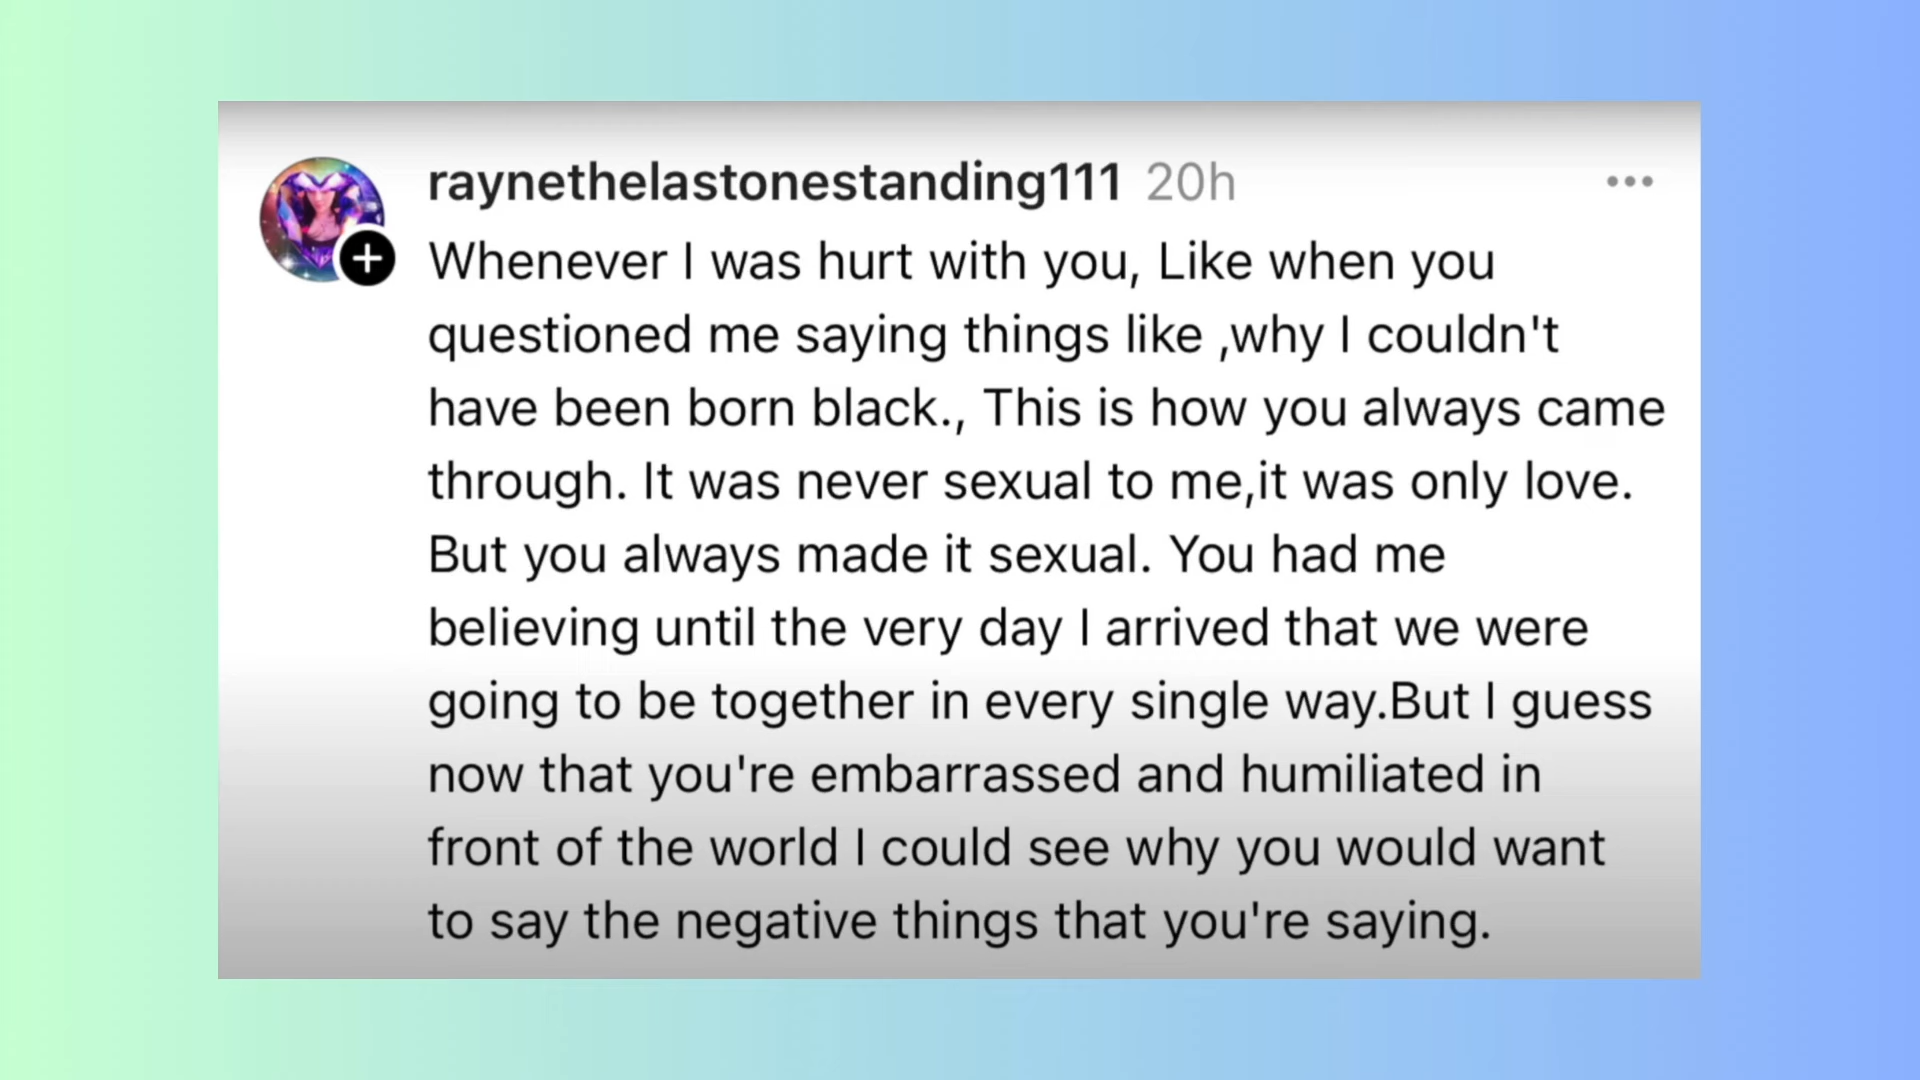 raynethelastonestanding111 20h
Whenever I was hurt with you, Like when you
questioned me saying things like ,why I couldn't
have been born black., This is how you always came
through. It was never sexual to me,it was only love.
But you always made it sexual. You had me
believing until the very day I arrived that we were
going to be together in every single way.But I guess
now that you're embarrassed and humiliated in
front of the world I could see why you would want
to say the negative things that you're saying.